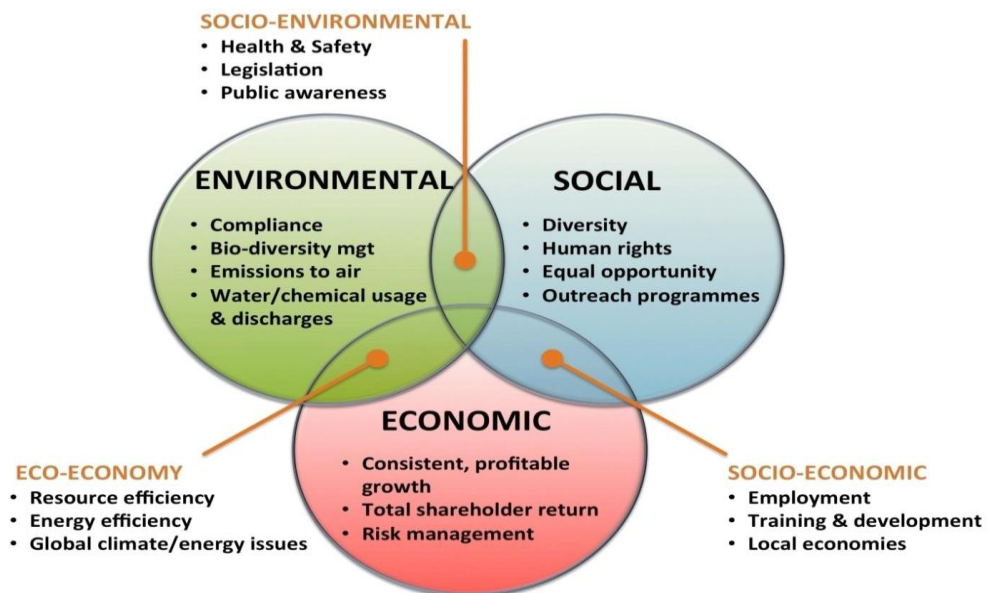 SOCIO-ENVIRONMENTAL
• Health & Safety
• Legislation
• Public awareness
ENVIRONMENTAL
• Compliance
• Bio-diversity mgt
• Emissions to air
• Water/chemical usage
& discharges
SOCIAL
• Diversity
• Human rights
• Equal opportunity
• Outreach programmes
ECONOMIC
• Consistent, profitable
growth
• Total shareholder return
• Risk management
ECO-ECONOMY
• Resource efficiency
• Energy efficiency
• Global climate/energy issues
SOCIO-ECONOMIC
• Employment
• Training & development
• Local economies